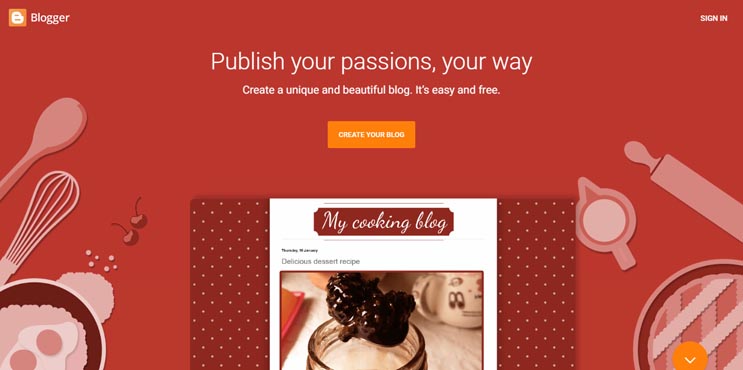 Blogger
SIGN IN
Publish your passions, your way
Create a unique and beautiful blog. It's easy and free.
CREATE YOUR BLOG
My cooking blog
Thursday, 16 January
Delicious dessert recipe